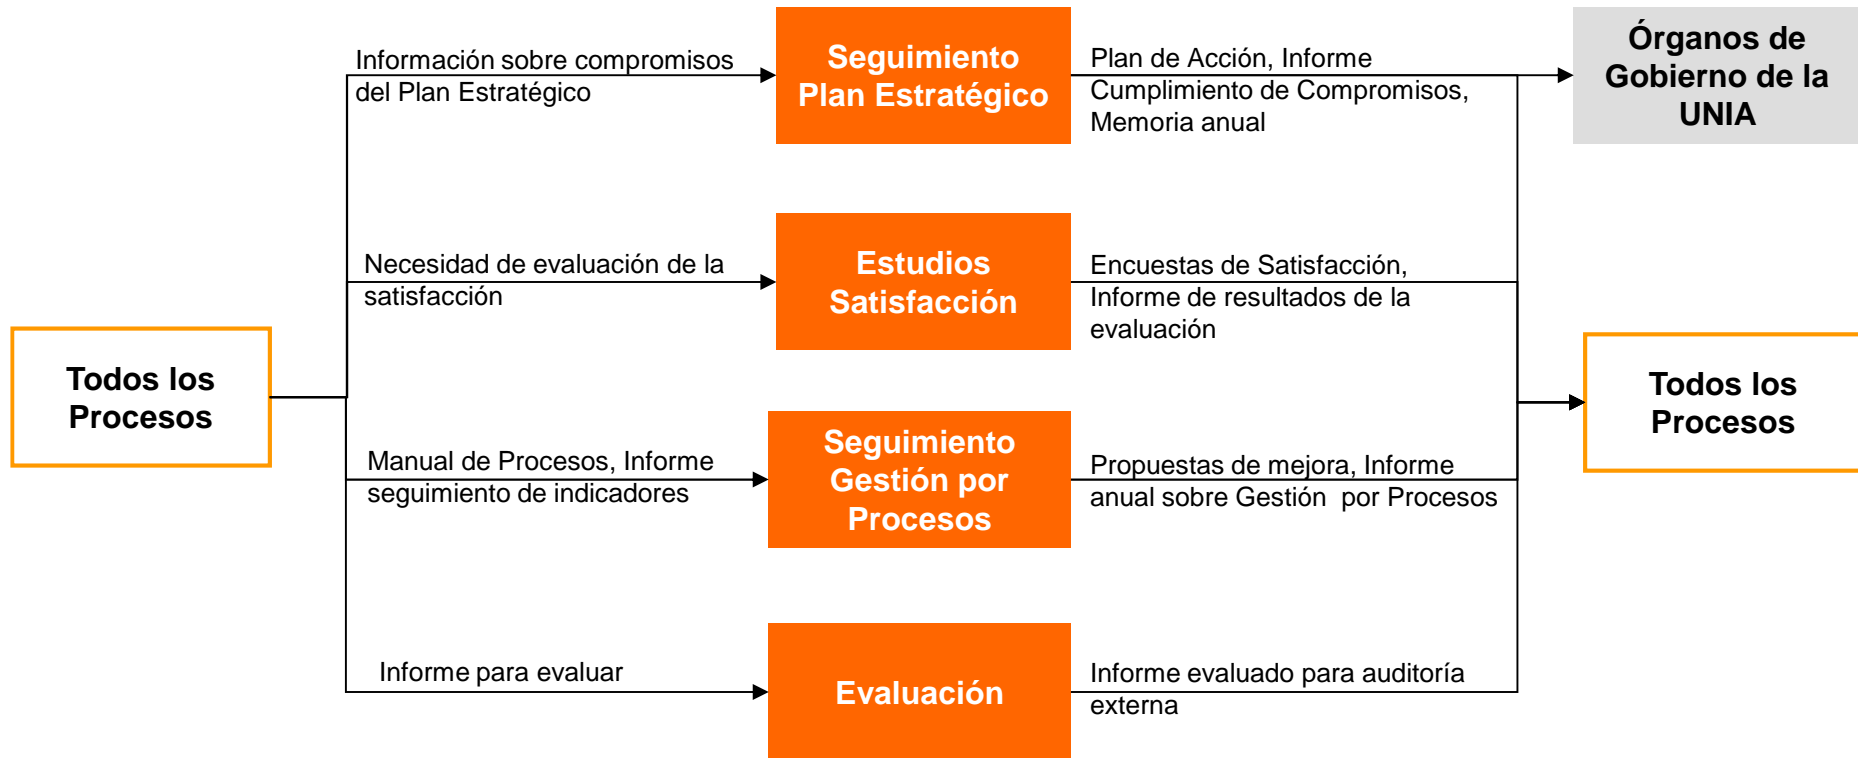 Información sobre compromisos
del Plan Estratégico
Seguimiento
Plan Estratégico
Plan de Acción, Informe
Cumplimiento de Compromisos,
Memoria anual
Órganos de
Gobierno de la
UNIA
Necesidad de evaluación de la
satisfacción
Estudios
Satisfacción
Encuestas de Satisfacción,
Informe de resultados de la
evaluación
Todos los
Procesos
Manual de Procesos, Informe
seguimiento de indicadores
Seguimiento
Gestión por
Procesos
Propuestas de mejora, Informe
anual sobre Gestión  por Procesos
Todos los
Procesos
Informe para evaluar
Evaluación
Informe evaluado para auditoría
externa